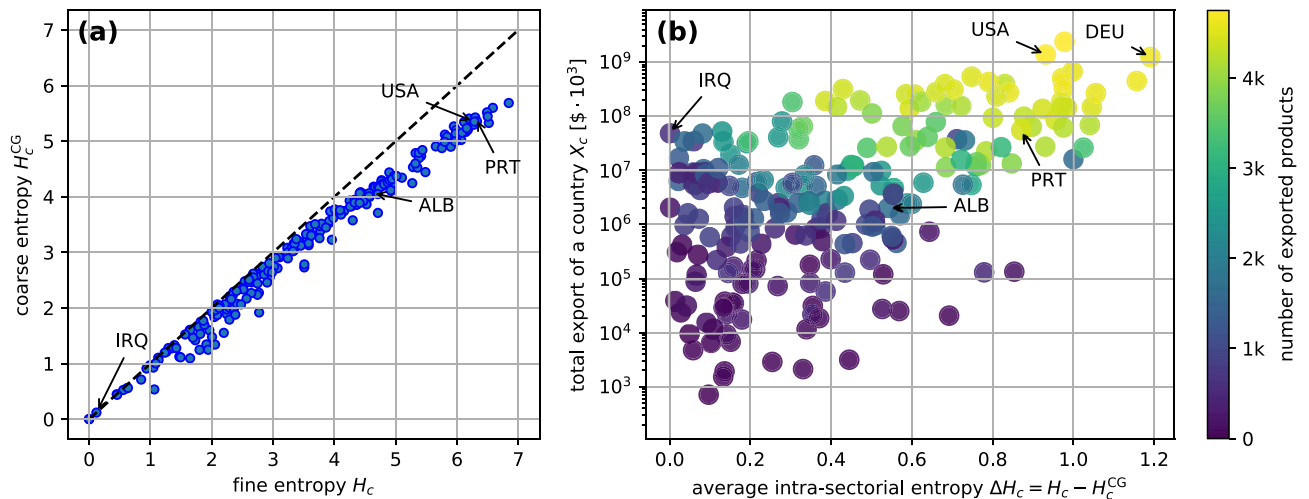 (a)
coarse entropy H_c^CG
7
6
5
4
3
2
1
0
USA
PRT
ALB
IRQ
0 1 2 3 4 5 6 7
fine entropy H_c
(b)
total export of a country X_c [$ · 10^3]
10^9
10^8
10^7
10^6
10^5
10^4
10^3
USA
DEU
IRQ
PRT
ALB
0.0 0.2 0.4 0.6 0.8 1.0 1.2
average intra-sectorial entropy ΔH_c = H_c − H_c^CG
4k
3k
2k
1k
0
number of exported products